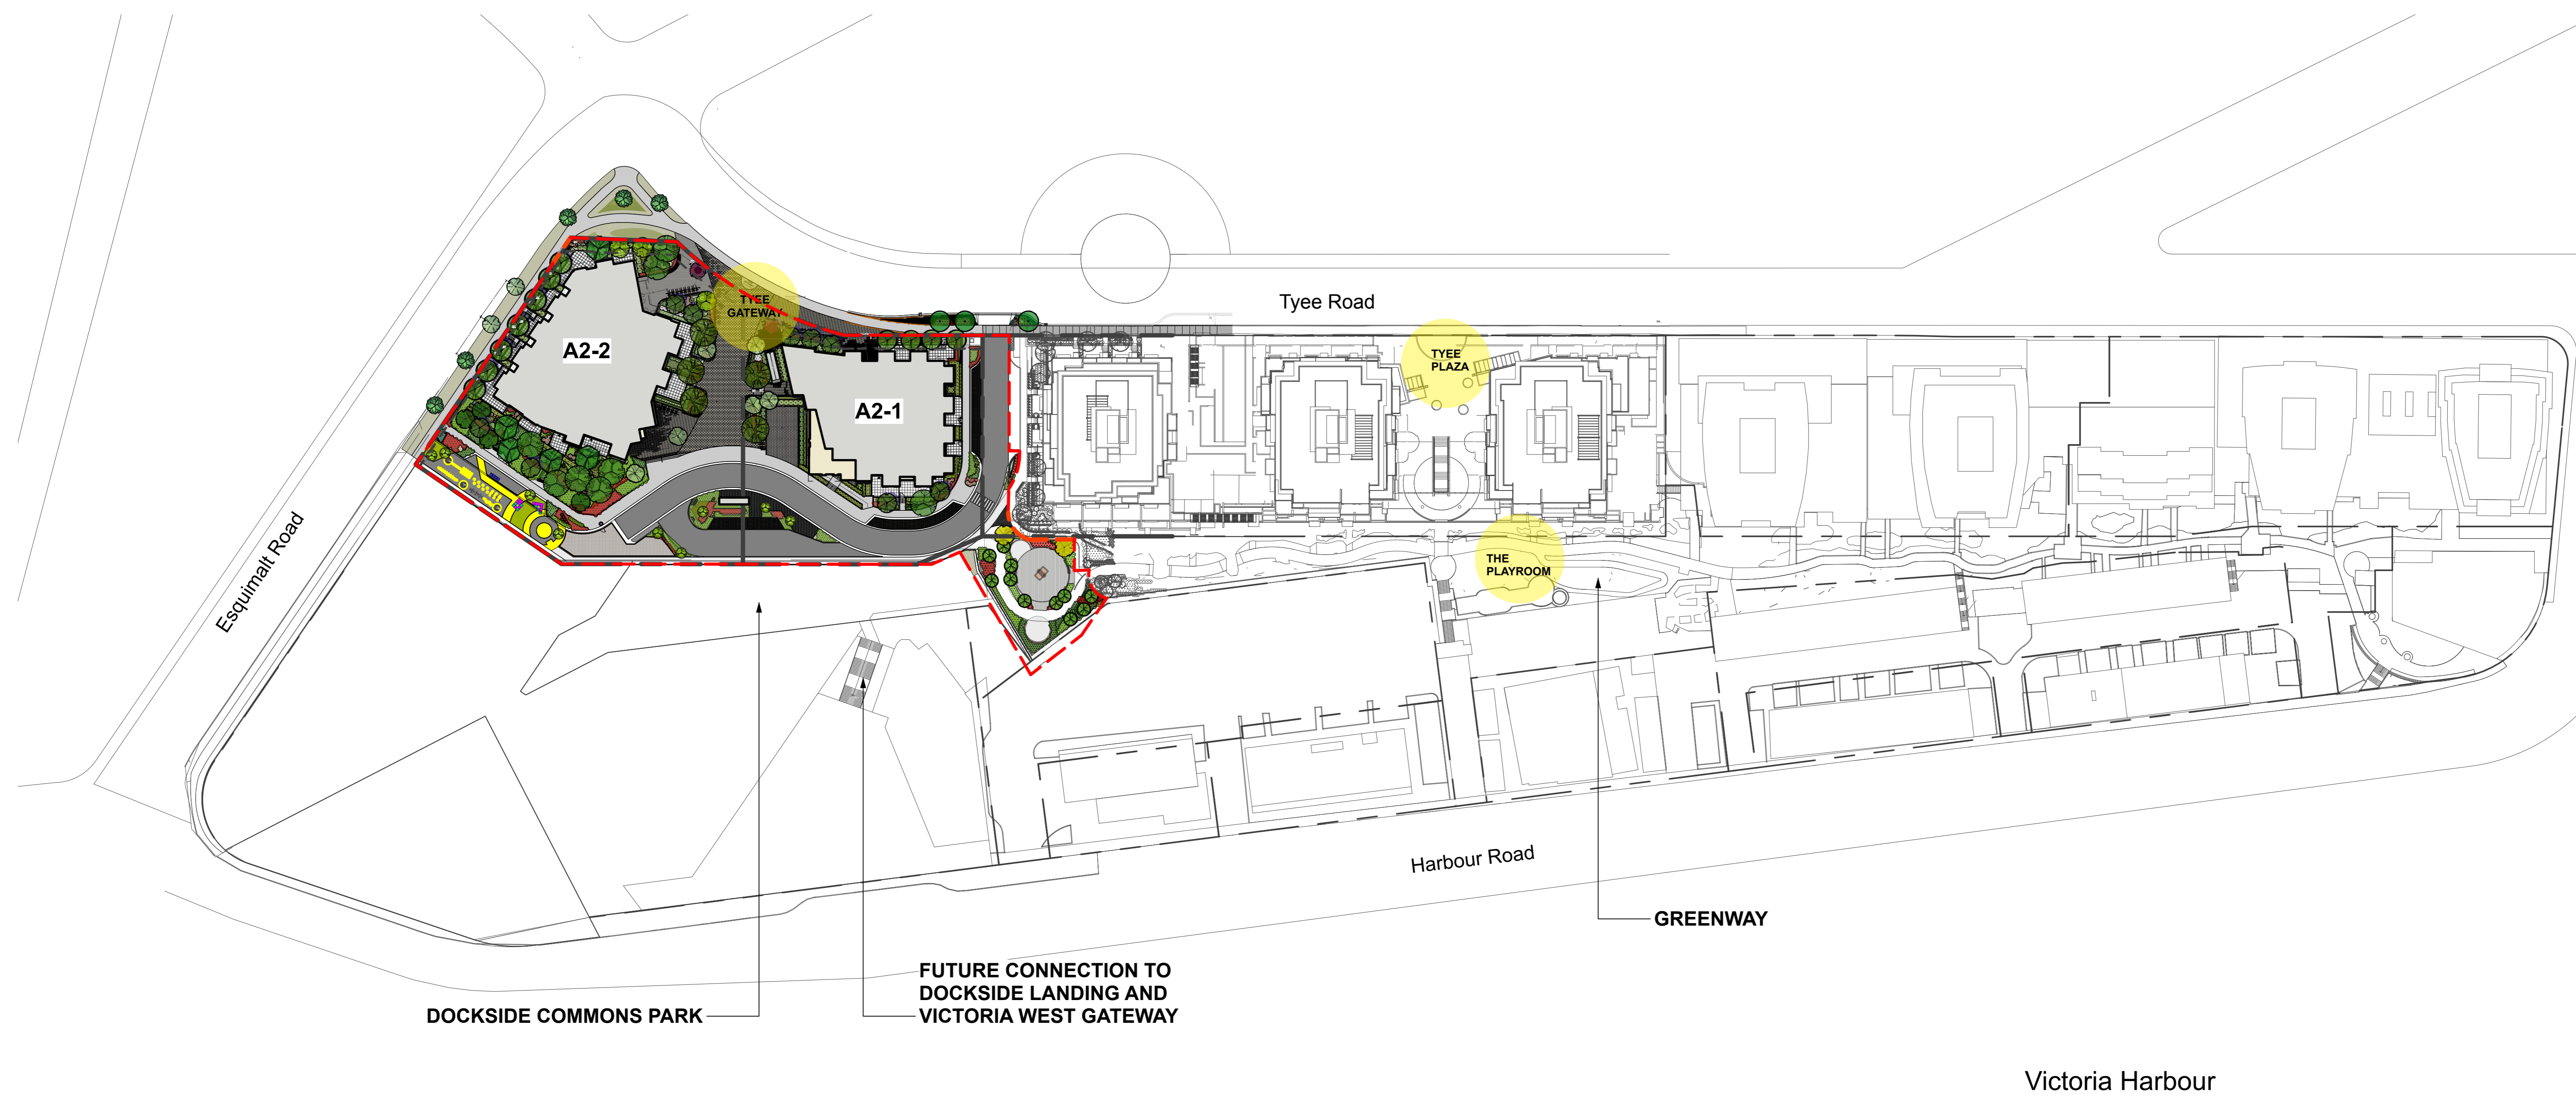 Tyee Road
TYEE
GATEWAY
A2-2
A2-1
TYEE
PLAZA
THE
PLAYROOM
Esquimalt Road
Harbour Road
GREENWAY
FUTURE CONNECTION TO
DOCKSIDE LANDING AND
VICTORIA WEST GATEWAY
DOCKSIDE COMMONS PARK
Victoria Harbour